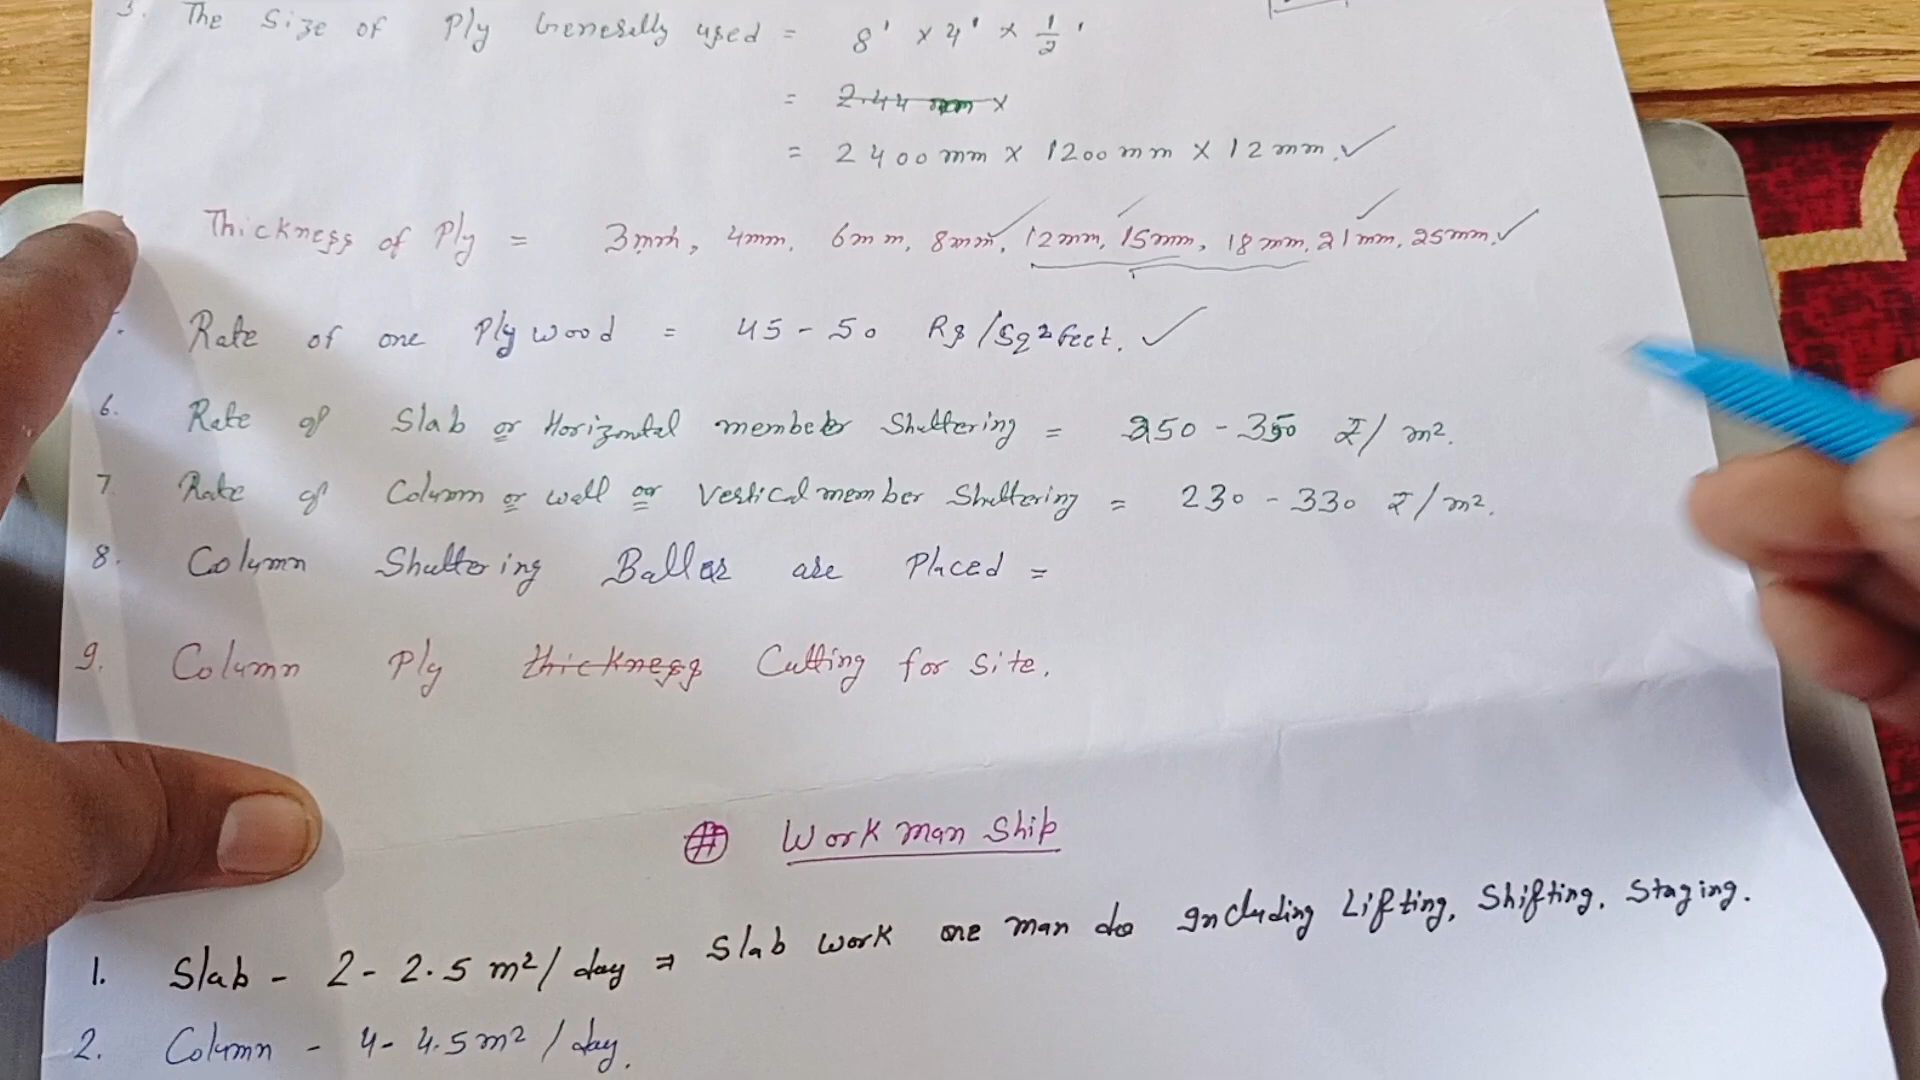 3. The Size of Ply Generally used = 8' × 4' × 1/2'
= 2.44 mm ×
= 2400 mm × 1200 mm × 12 mm. ✓
Thickness of Ply = 3mm, 4mm, 6mm, 8mm, 12mm, 15mm, 18mm, 21mm, 25mm. ✓
Rate of one Plywood = 45 - 50 Rs/Sq2 feet. ✓
6. Rate of Slab or Horizontal member Shuttering = 250 - 350 ₹/m².
7. Rate of Column or wall or Vertical member Shuttering = 230 - 330 ₹/m².
8. Column Shuttering Ballas are Placed =
9. Column Ply thickness Cutting for Site.
# Work man Ship
1. Slab - 2 - 2.5 m²/day ⇒ Slab work one man do Including Lifting, Shifting, Staging.
2. Column - 4 - 4.5 m²/day.